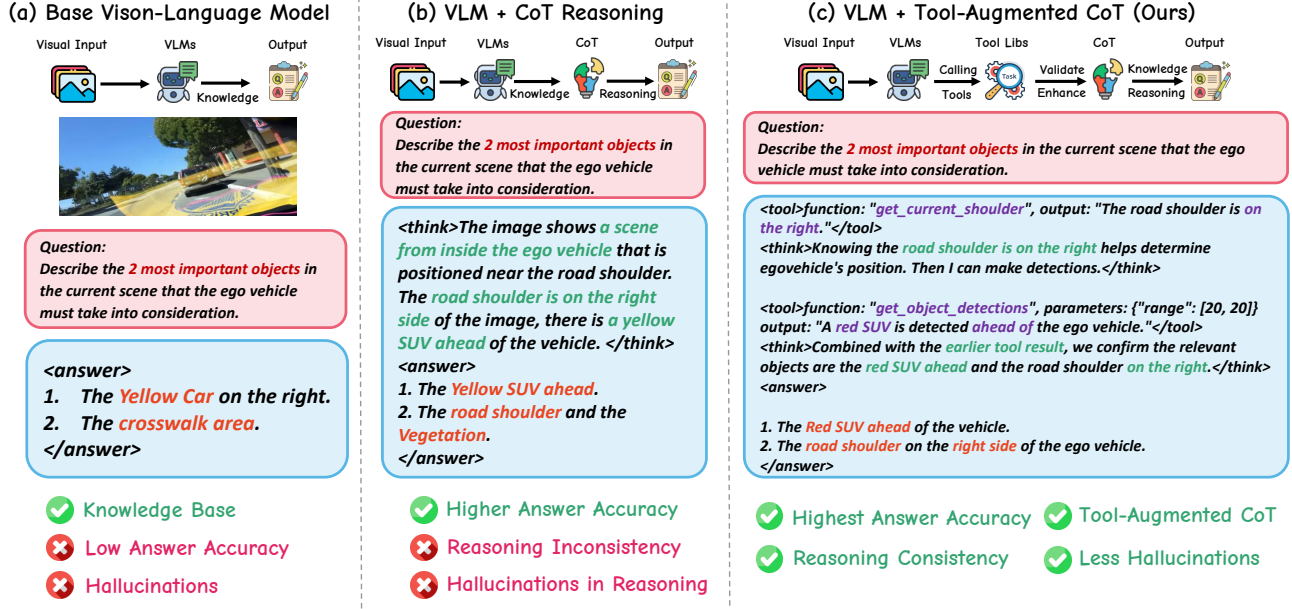 (a) Base Vison-Language Model
Visual Input
VLMs
Output
Knowledge
Question:
Describe the 2 most important objects in
the current scene that the ego vehicle
must take into consideration.
<answer>
1. The Yellow Car on the right.
2. The crosswalk area.
</answer>
Knowledge Base
Low Answer Accuracy
Hallucinations
(b) VLM + CoT Reasoning
Visual Input
VLMs
CoT
Output
Knowledge
Reasoning
Question:
Describe the 2 most important objects in
the current scene that the ego vehicle
must take into consideration.
<think>The image shows a scene
from inside the ego vehicle that is
positioned near the road shoulder.
The road shoulder is on the right
side of the image, there is a yellow
SUV ahead of the vehicle. </think>
<answer>
1. The Yellow SUV ahead.
2. The road shoulder and the
Vegetation.
</answer>
Higher Answer Accuracy
Reasoning Inconsistency
Hallucinations in Reasoning
(c) VLM + Tool-Augmented CoT (Ours)
Visual Input
VLMs
Tool Libs
CoT
Output
Calling
Tools
Task
Validate
Enhance
Knowledge
Reasoning
Question:
Describe the 2 most important objects in the current scene that the ego
vehicle must take into consideration.
<tool>function: "get_current_shoulder", output: "The road shoulder is on
the right."</tool>
<think>Knowing the road shoulder is on the right helps determine
egovehicle's position. Then I can make detections.</think>
<tool>function: "get_object_detections", parameters: {"range": [20, 20]}
output: "A red SUV is detected ahead of the ego vehicle."</tool>
<think>Combined with the earlier tool result, we confirm the relevant
objects are the red SUV ahead and the road shoulder on the right.</think>
<answer>
1. The Red SUV ahead of the vehicle.
2. The road shoulder on the right side of the ego vehicle.
</answer>
Highest Answer Accuracy
Tool-Augmented CoT
Reasoning Consistency
Less Hallucinations